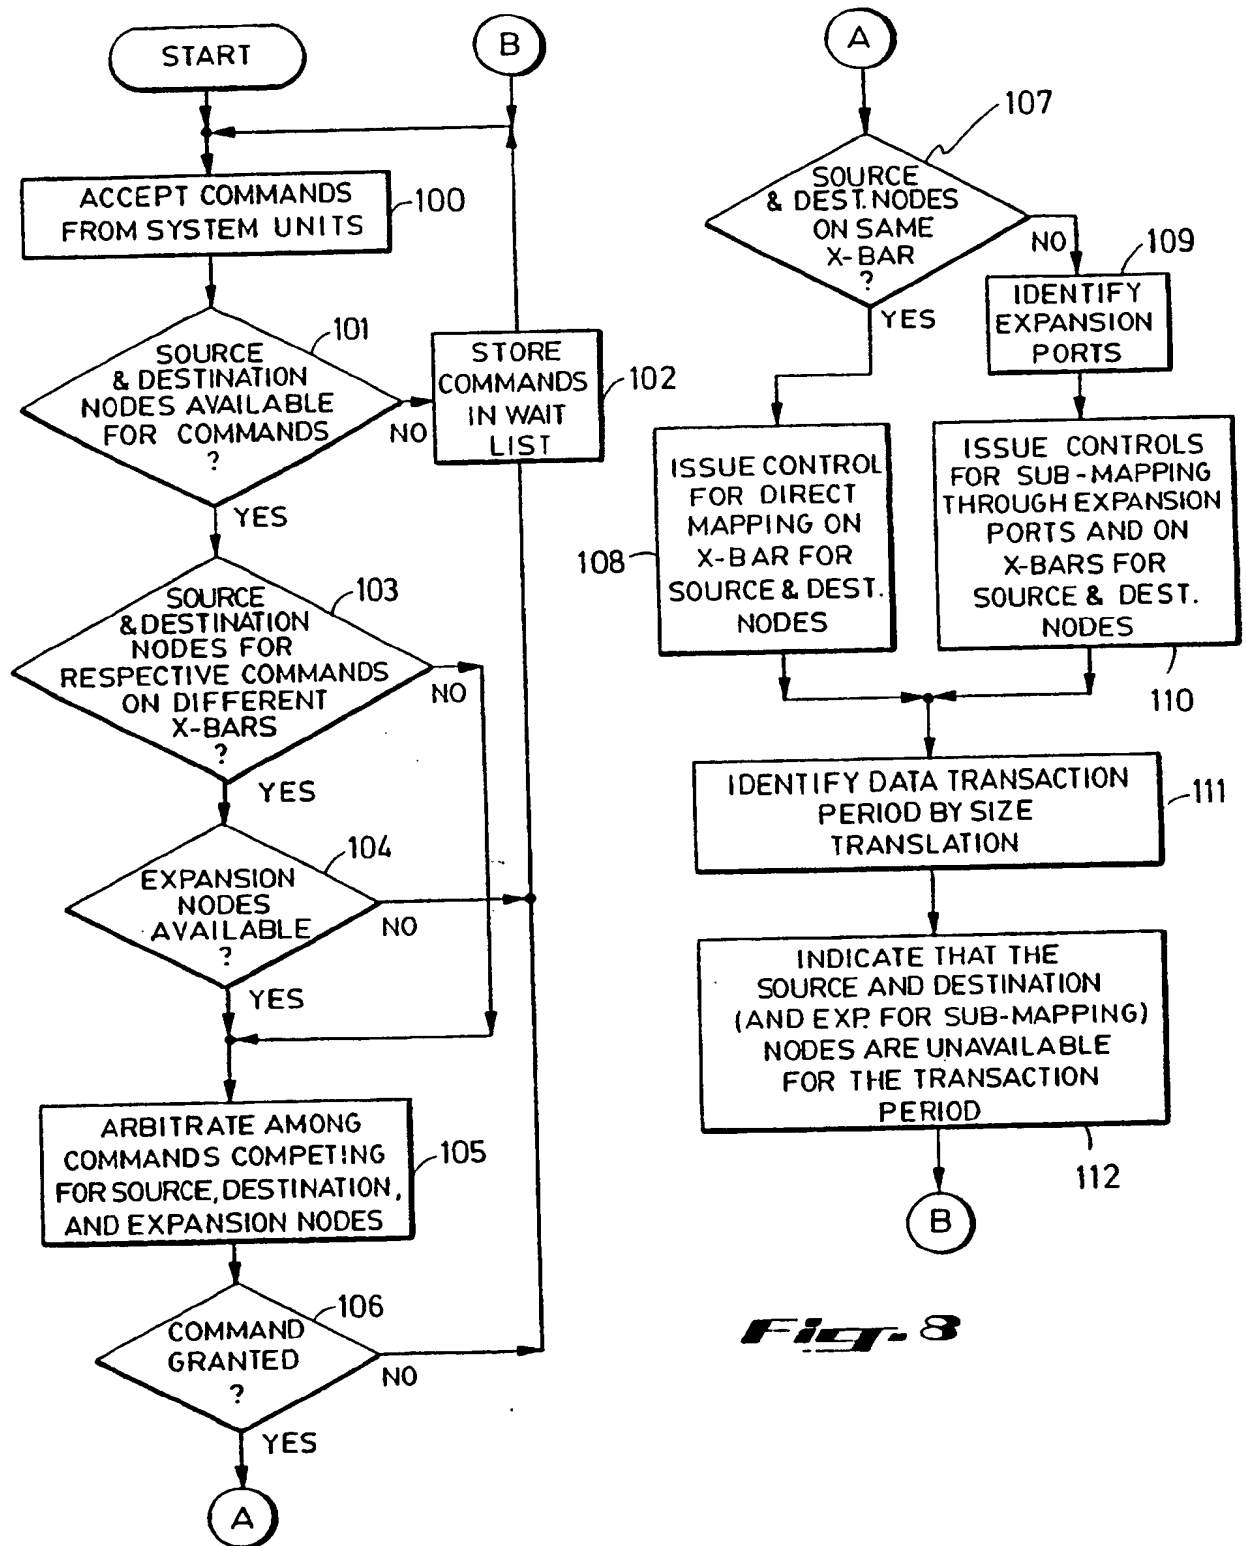 START
B
ACCEPT COMMANDS
FROM SYSTEM UNITS
100
SOURCE
& DESTINATION
NODES AVAILABLE
FOR COMMANDS
?
101
NO
YES
STORE
COMMANDS
IN WAIT
LIST
102
SOURCE
& DESTINATION
NODES FOR
RESPECTIVE COMMANDS
ON DIFFERENT
X-BARS
?
103
NO
YES
EXPANSION
NODES
AVAILABLE
?
104
NO
YES
ARBITRATE AMONG
COMMANDS COMPETING
FOR SOURCE, DESTINATION,
AND EXPANSION NODES
105
COMMAND
GRANTED
?
106
NO
YES
A
A
SOURCE
& DEST. NODES
ON SAME
X-BAR
?
107
NO
YES
109
IDENTIFY
EXPANSION
PORTS
ISSUE CONTROL
FOR DIRECT
MAPPING ON
X-BAR FOR
SOURCE & DEST.
NODES
108
ISSUE CONTROLS
FOR SUB-MAPPING
THROUGH EXPANSION
PORTS AND ON
X-BARS FOR
SOURCE & DEST.
NODES
110
IDENTIFY DATA TRANSACTION
PERIOD BY SIZE
TRANSLATION
111
INDICATE THAT THE
SOURCE AND DESTINATION
(AND EXP. FOR SUB-MAPPING)
NODES ARE UNAVAILABLE
FOR THE TRANSACTION
PERIOD
112
B
Fig. 8